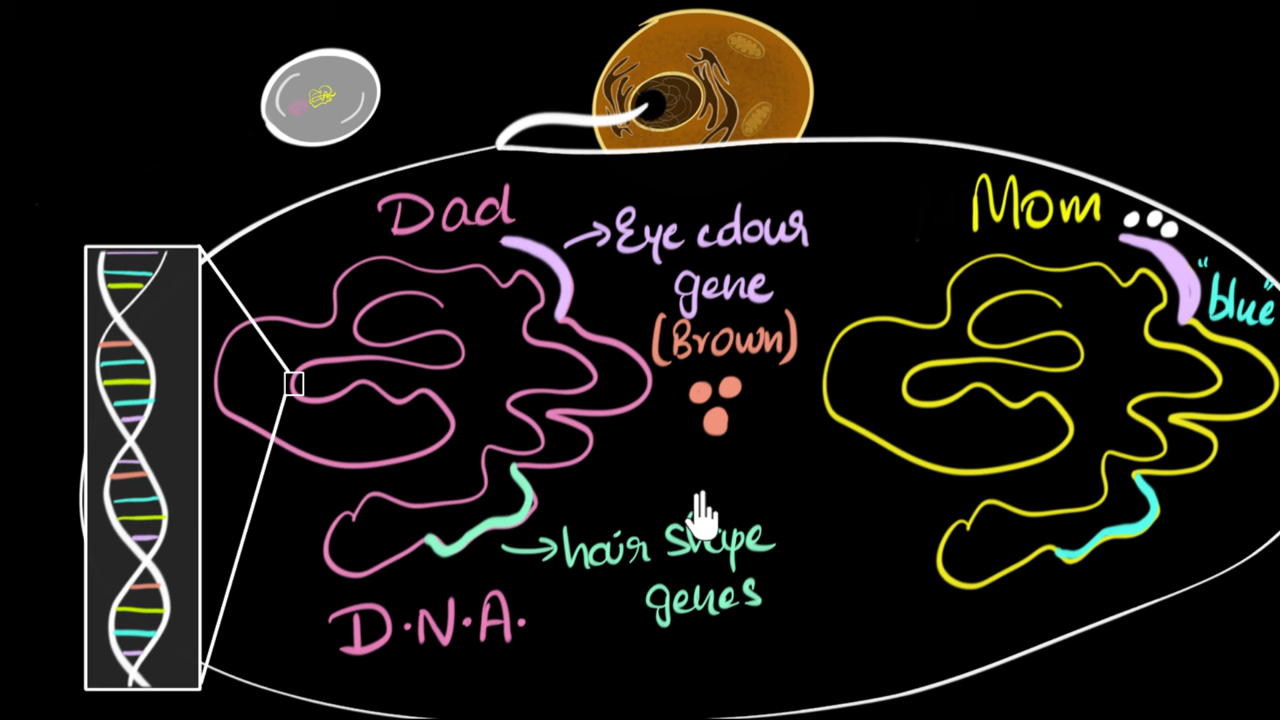 Dad
Mom
→Eye colour
gene
(Brown)
"blue"
→hair shape
genes
D.N.A.